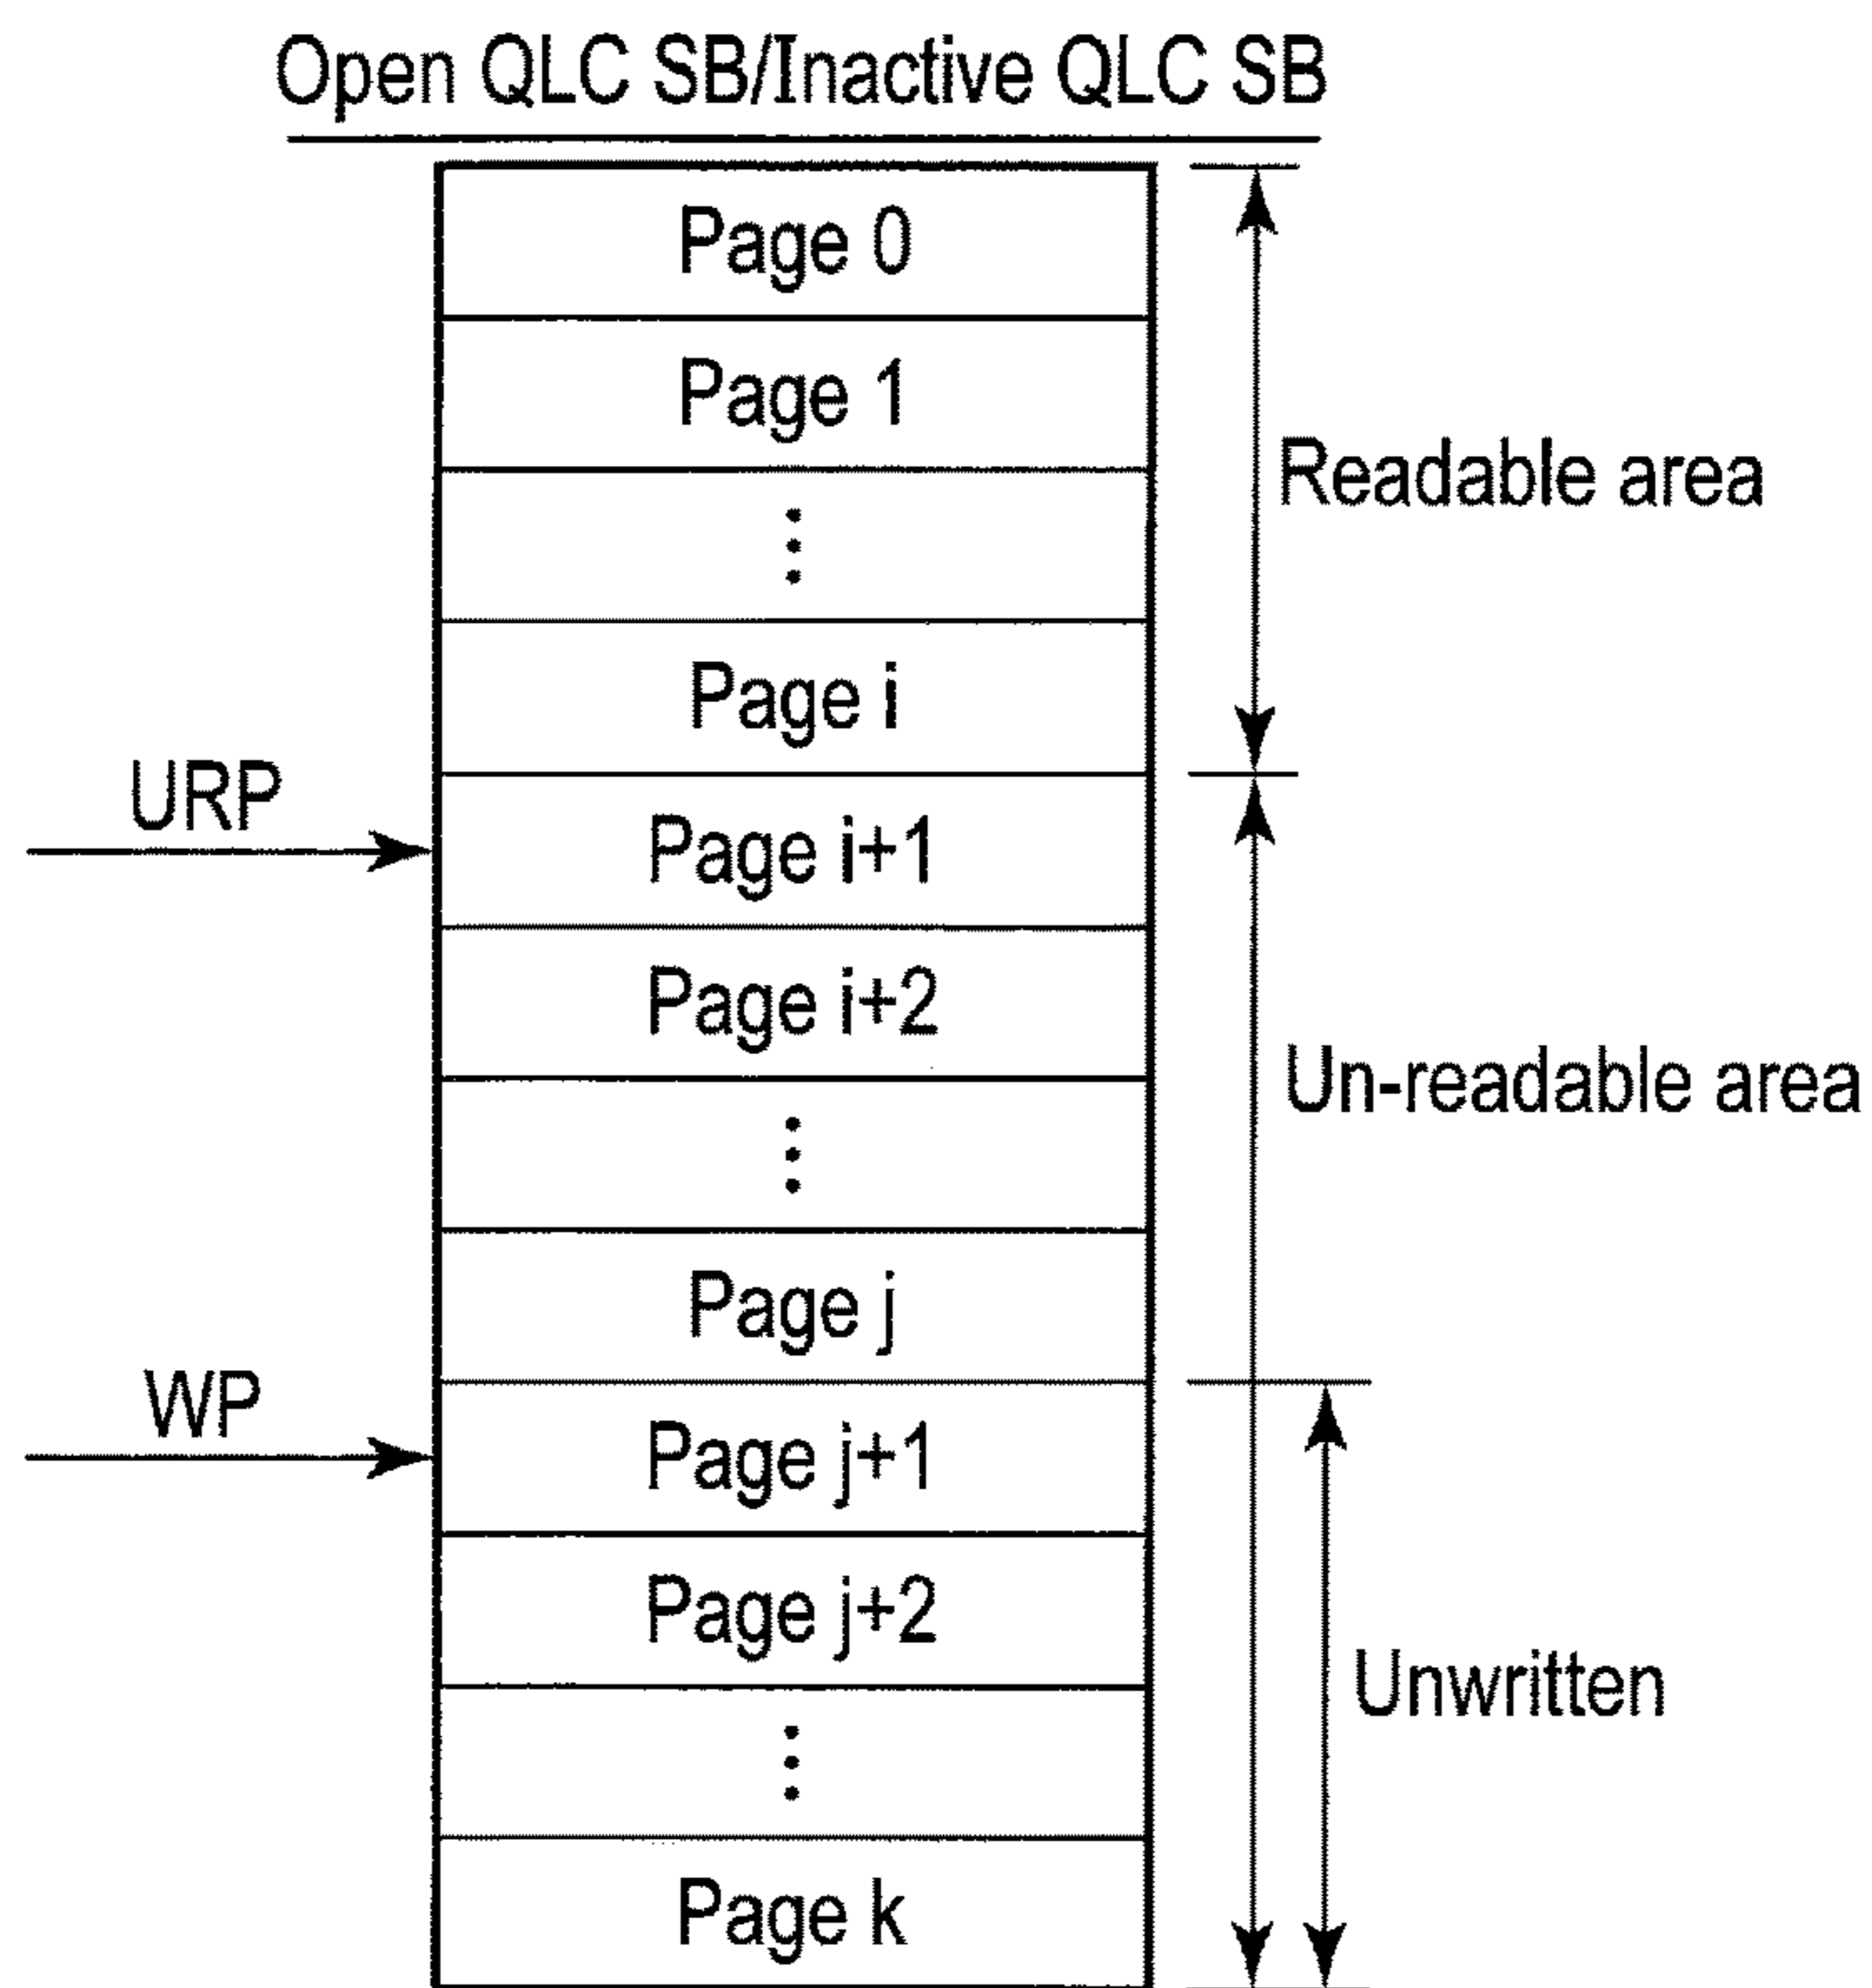 Open QLC SB/Inactive QLC SB
Page 0
Page 1
Readable area
Page i
URP
Page i+1
Page i+2
Un-readable area
Page j
WP
Page j+1
Page j+2
Unwritten
Page k